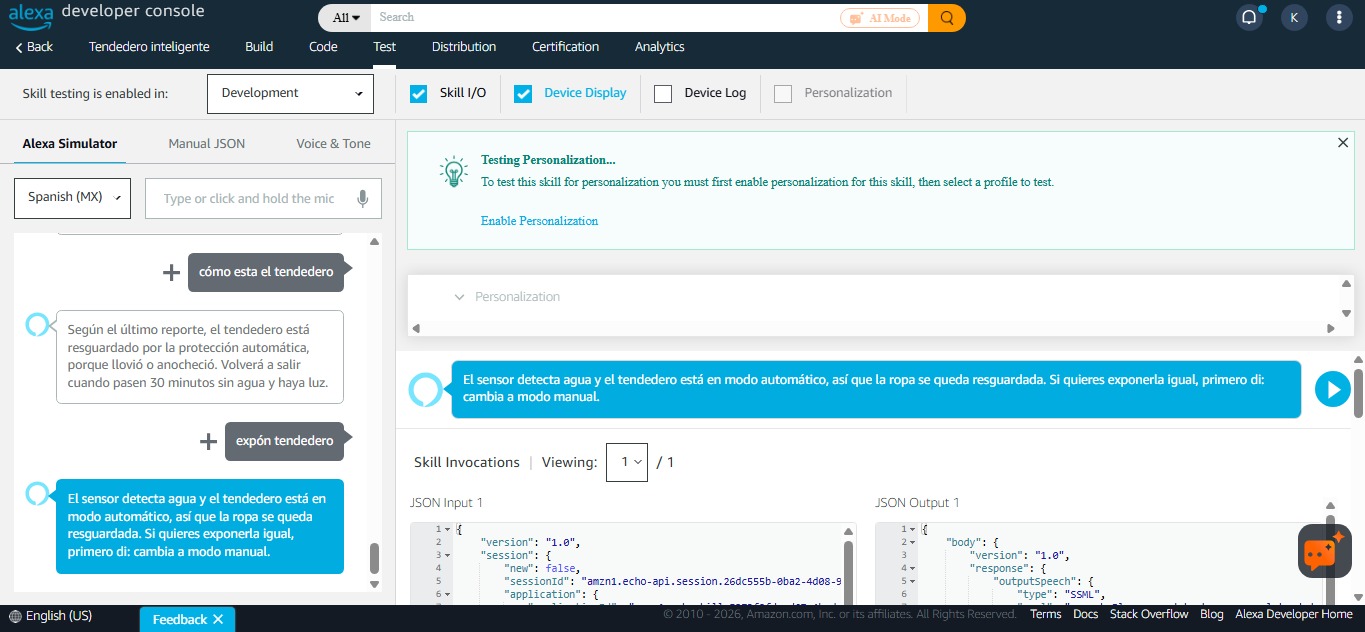 alexa developer console
All Search AI Mode K
Back Tendedero inteligente Build Code Test Distribution Certification Analytics
Skill testing is enabled in: Development Skill I/O Device Display Device Log Personalization
Alexa Simulator Manual JSON Voice & Tone
Spanish (MX) Type or click and hold the mic
cómo esta el tendedero
Según el último reporte, el tendedero está
resguardado por la protección automática,
porque llovió o anocheció. Volverá a salir
cuando pasen 30 minutos sin agua y haya luz.
expón tendedero
El sensor detecta agua y el tendedero está en
modo automático, así que la ropa se queda
resguardada. Si quieres exponerla igual,
primero di: cambia a modo manual.
Testing Personalization...
To test this skill for personalization you must first enable personalization for this skill, then select a profile to test.
Enable Personalization
Personalization
El sensor detecta agua y el tendedero está en modo automático, así que la ropa se queda resguardada. Si quieres exponerla igual, primero di:
cambia a modo manual.
Skill Invocations | Viewing: 1 / 1
JSON Input 1
1 {
2 "version": "1.0",
3 "session": {
4 "new": false,
5 "sessionId": "amzn1.echo-api.session.26dc555b-0ba2-4d08-9
6 "application": {
JSON Output 1
1 {
2 "body": {
3 "version": "1.0",
4 "response": {
5 "outputSpeech": {
6 "type": "SSML",
English (US) Feedback © 2010 - 2026, Amazon.com, Inc. or its affiliates. All Rights Reserved. Terms Docs Stack Overflow Blog Alexa Developer Home